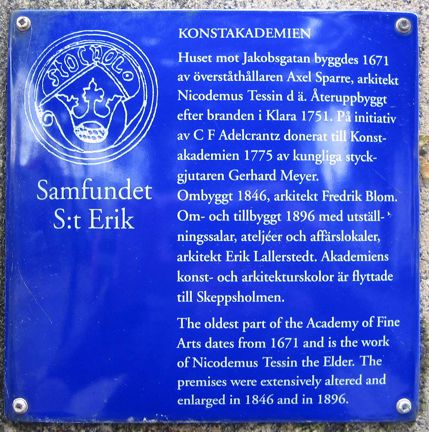 STOCHOLM
Samfundet
S:t Erik
KONSTAKADEMIEN
Huset mot Jakobsgatan byggdes 1671
av överståthållaren Axel Sparre, arkitekt
Nicodemus Tessin d ä. Återuppbyggt
efter branden i Klara 1751. På initiativ
av C F Adelcrantz donerat till Konst-
akademien 1775 av kungliga styck-
gjutaren Gerhard Meyer.
Ombyggt 1846, arkitekt Fredrik Blom.
Om- och tillbyggt 1896 med utställ-
ningssalar, ateljéer och affärslokaler,
arkitekt Erik Lallerstedt. Akademiens
konst- och arkitekturskolor är flyttade
till Skeppsholmen.
The oldest part of the Academy of Fine
Arts dates from 1671 and is the work
of Nicodemus Tessin the Elder. The
premises were extensively altered and
enlarged in 1846 and in 1896.